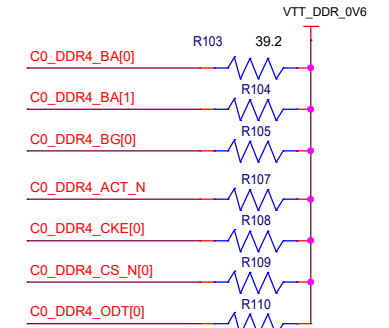 VTT_DDR_0V6
R103 39.2
C0_DDR4_BA[0]
R104
C0_DDR4_BA[1]
R105
C0_DDR4_BG[0]
R107
C0_DDR4_ACT_N
R108
C0_DDR4_CKE[0]
R109
C0_DDR4_CS_N[0]
R110
C0_DDR4_ODT[0]